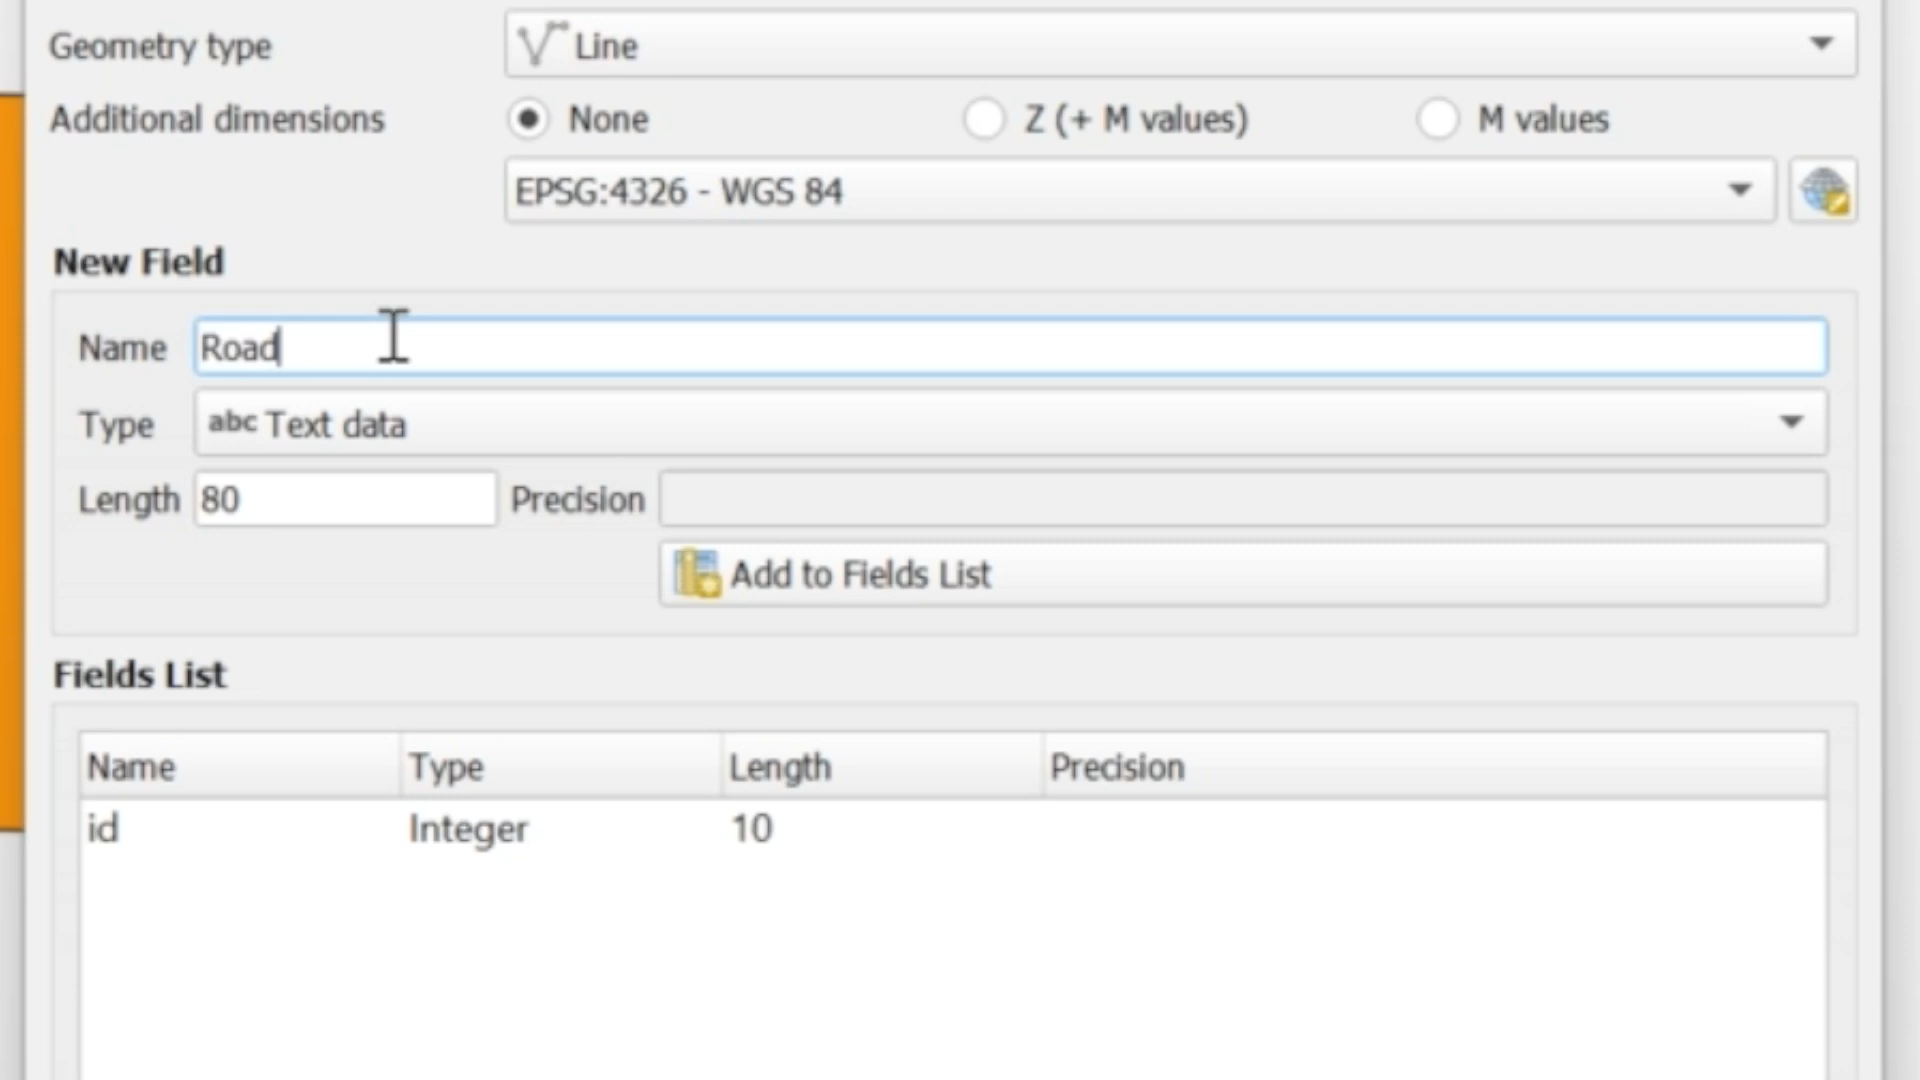 Geometry type Line
Additional dimensions None Z (+ M values) M values
EPSG:4326 - WGS 84
New Field
Name Road
Type abc Text data
Length 80 Precision
Add to Fields List
Fields List
Name Type Length Precision
id Integer 10